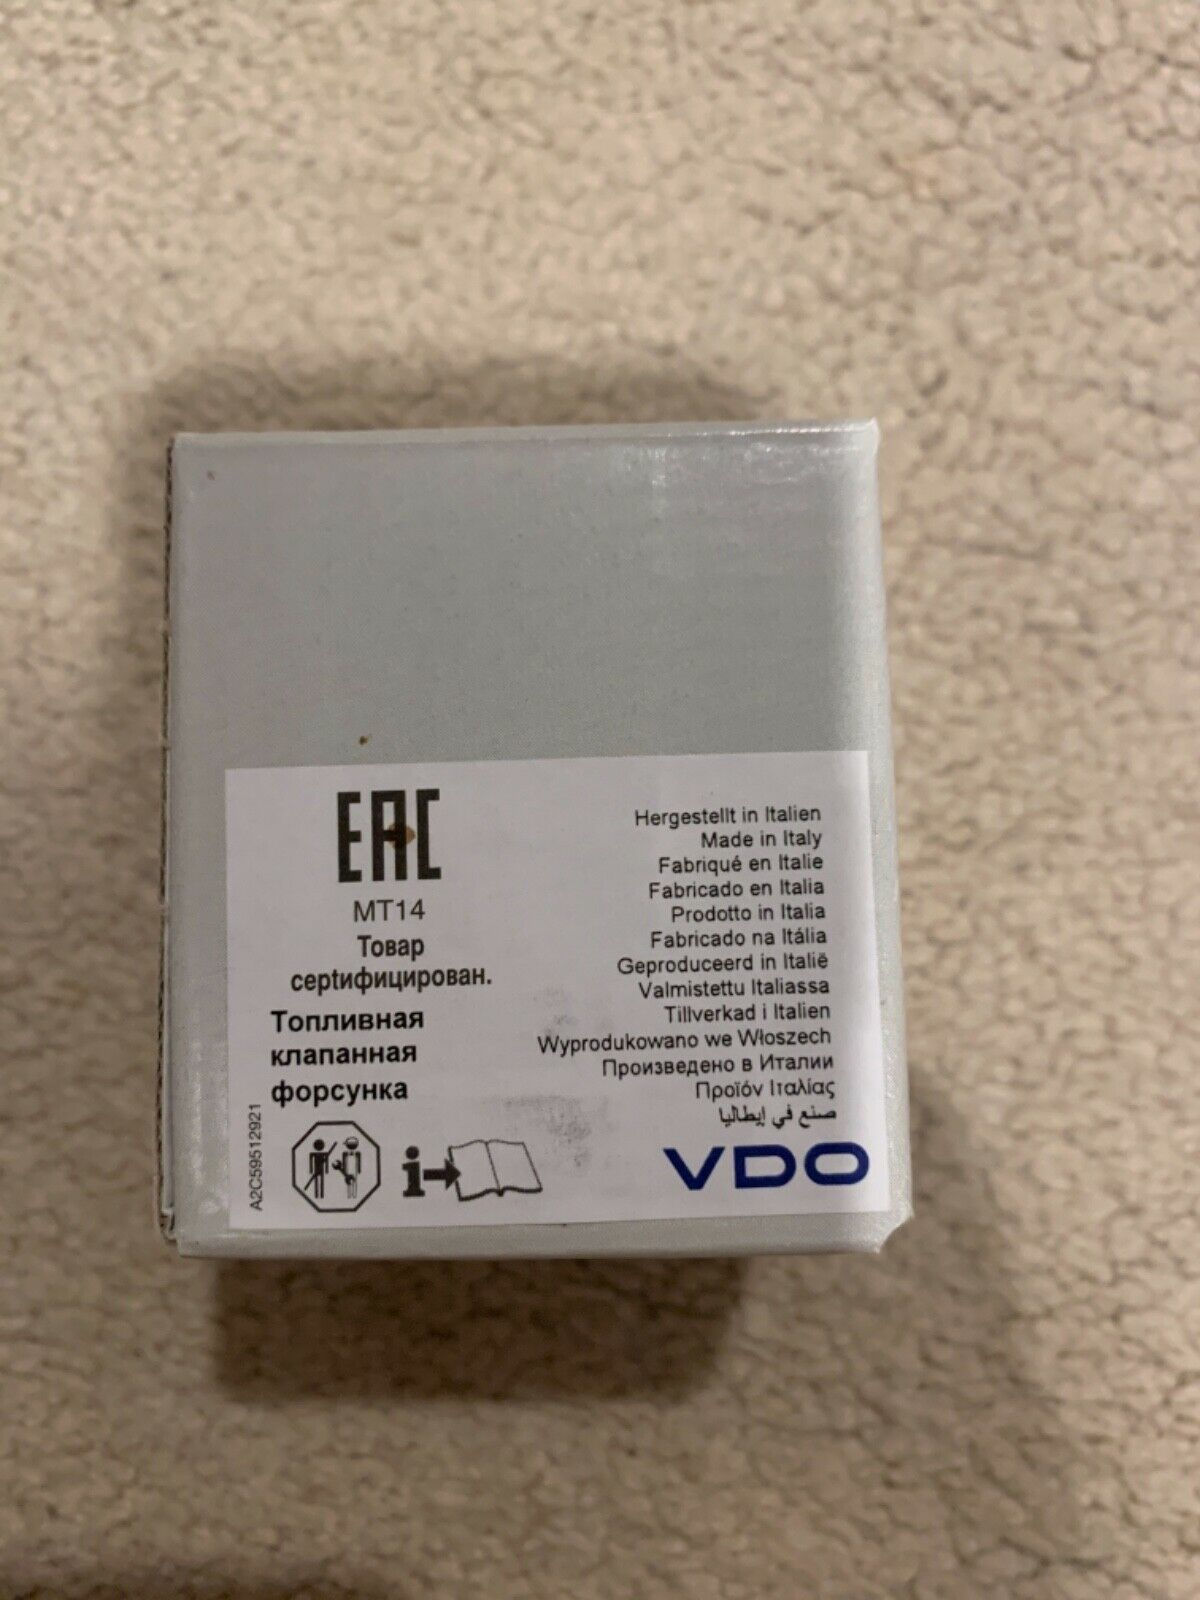 EAC
MT14
Товар
серtифицирован.
Топливная
клапанная
форсунка
A2C59512921
i
Hergestellt in Italien
Made in Italy
Fabriqué en Italie
Fabricado en Italia
Prodotto in Italia
Fabricado na Itália
Geproduceerd in Italië
Valmistettu Italiassa
Tillverkad i Italien
Wyprodukowano we Włoszech
Произведено в Италии
Προϊόν Ιταλίας
صنع في إيطاليا
VDO